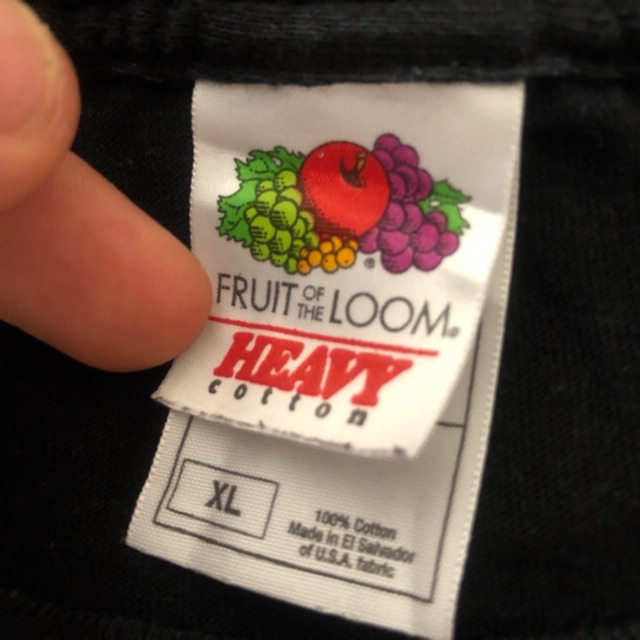 FRUIT OF THE LOOM®
HEAVY
cotton
XL
100% Cotton
Made in El Salvador
of U.S.A. fabric